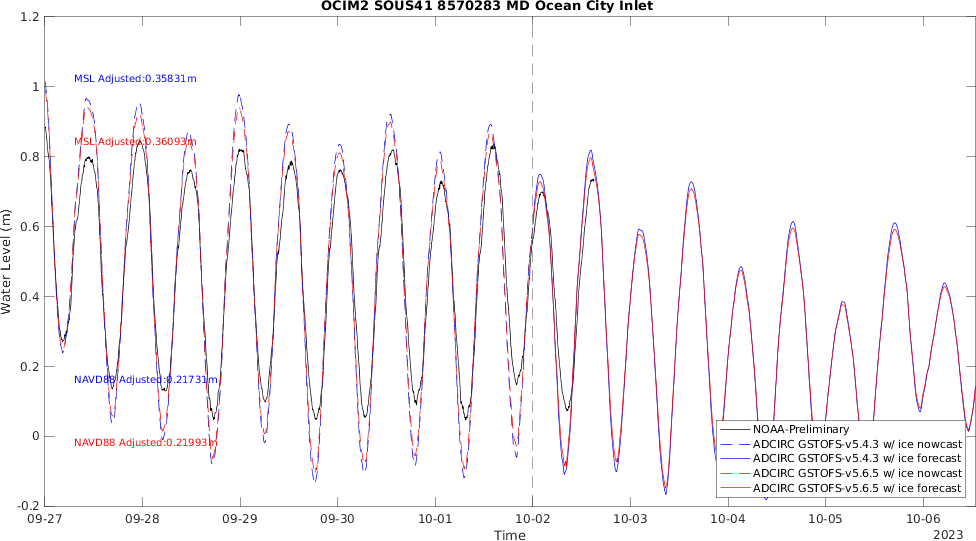 OCIM2 SOUS41 8570283 MD Ocean City Inlet
1.2
1
0.8
0.6
0.4
0.2
0
-0.2
Water Level (m)
MSL Adjusted:0.35831m
MSL Adjusted:0.36093m
NAVD88 Adjusted:0.21731m
NAVD88 Adjusted:0.21993m
NOAA-Preliminary
ADCIRC GSTOFS-v5.4.3 w/ ice nowcast
ADCIRC GSTOFS-v5.4.3 w/ ice forecast
ADCIRC GSTOFS-v5.6.5 w/ ice nowcast
ADCIRC GSTOFS-v5.6.5 w/ ice forecast
09-27 09-28 09-29 09-30 10-01 10-02 10-03 10-04 10-05 10-06
Time
2023